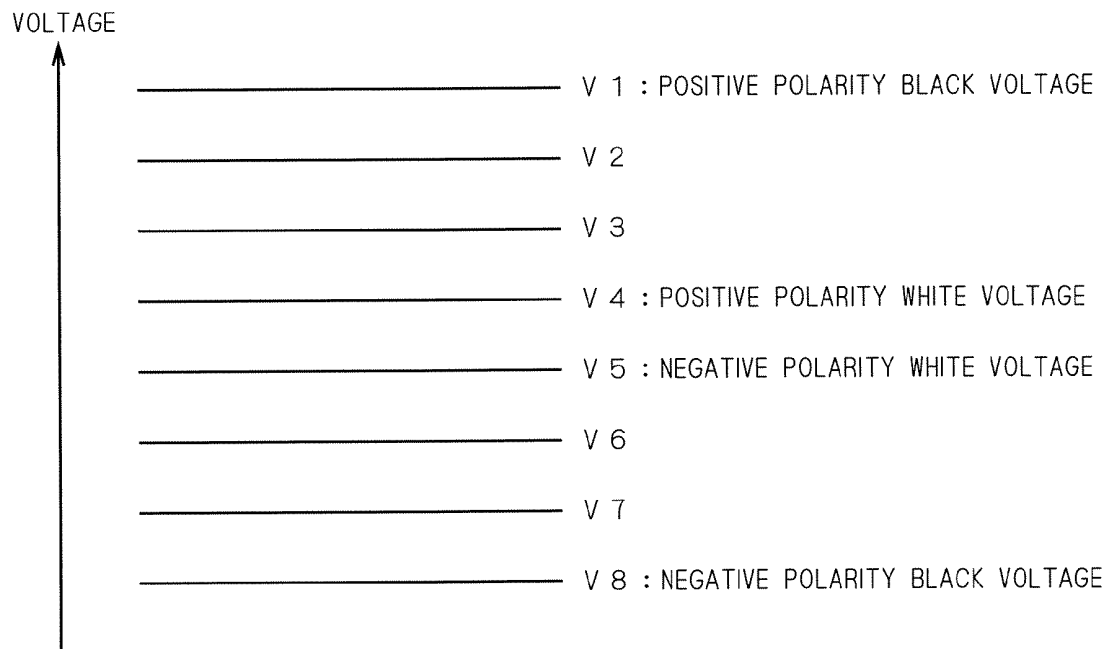 VOLTAGE
V 1 : POSITIVE POLARITY BLACK VOLTAGE
V 2
V 3
V 4 : POSITIVE POLARITY WHITE VOLTAGE
V 5 : NEGATIVE POLARITY WHITE VOLTAGE
V 6
V 7
V 8 : NEGATIVE POLARITY BLACK VOLTAGE